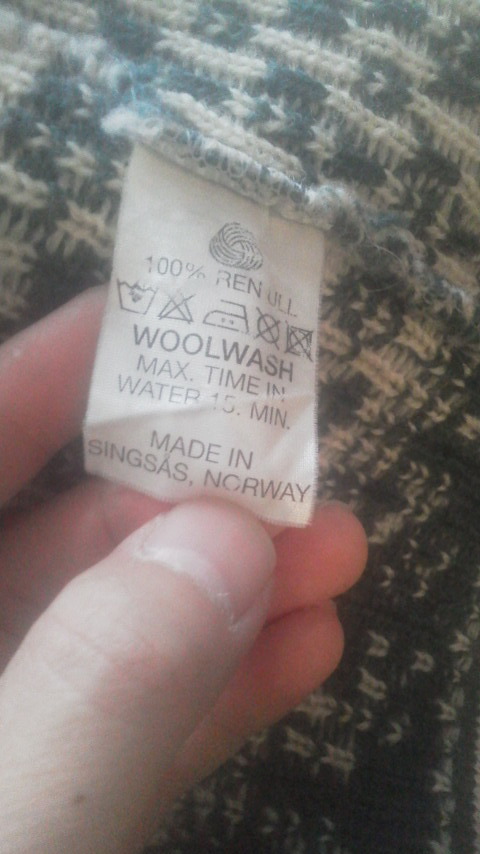 100% REN ULL
WOOLWASH
MAX. TIME IN
WATER 15. MIN.
MADE IN
SINGSÅS, NORWAY